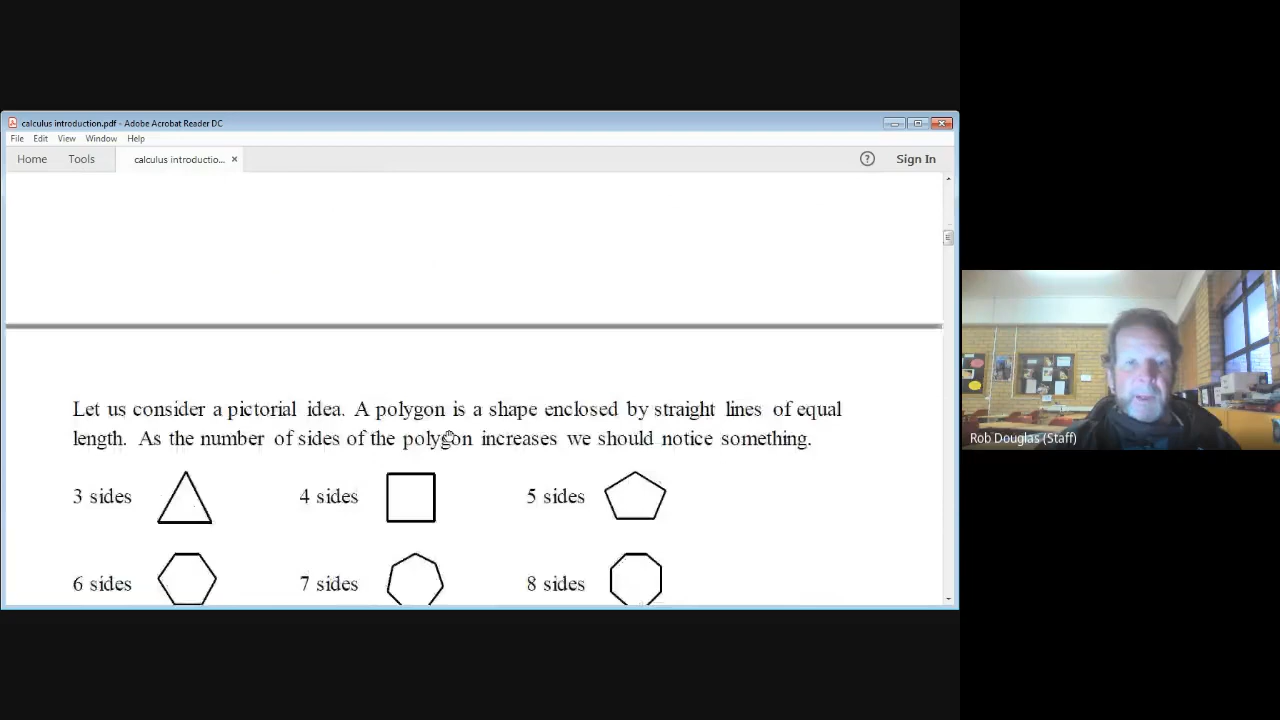 calculus introduction.pdf - Adobe Acrobat Reader DC
File Edit View Window Help
Home Tools calculus introductio... × ? Sign In
Let us consider a pictorial idea. A polygon is a shape enclosed by straight lines of equal
length. As the number of sides of the polygon increases we should notice something.
3 sides 4 sides 5 sides
6 sides 7 sides 8 sides
Rob Douglas (Staff)